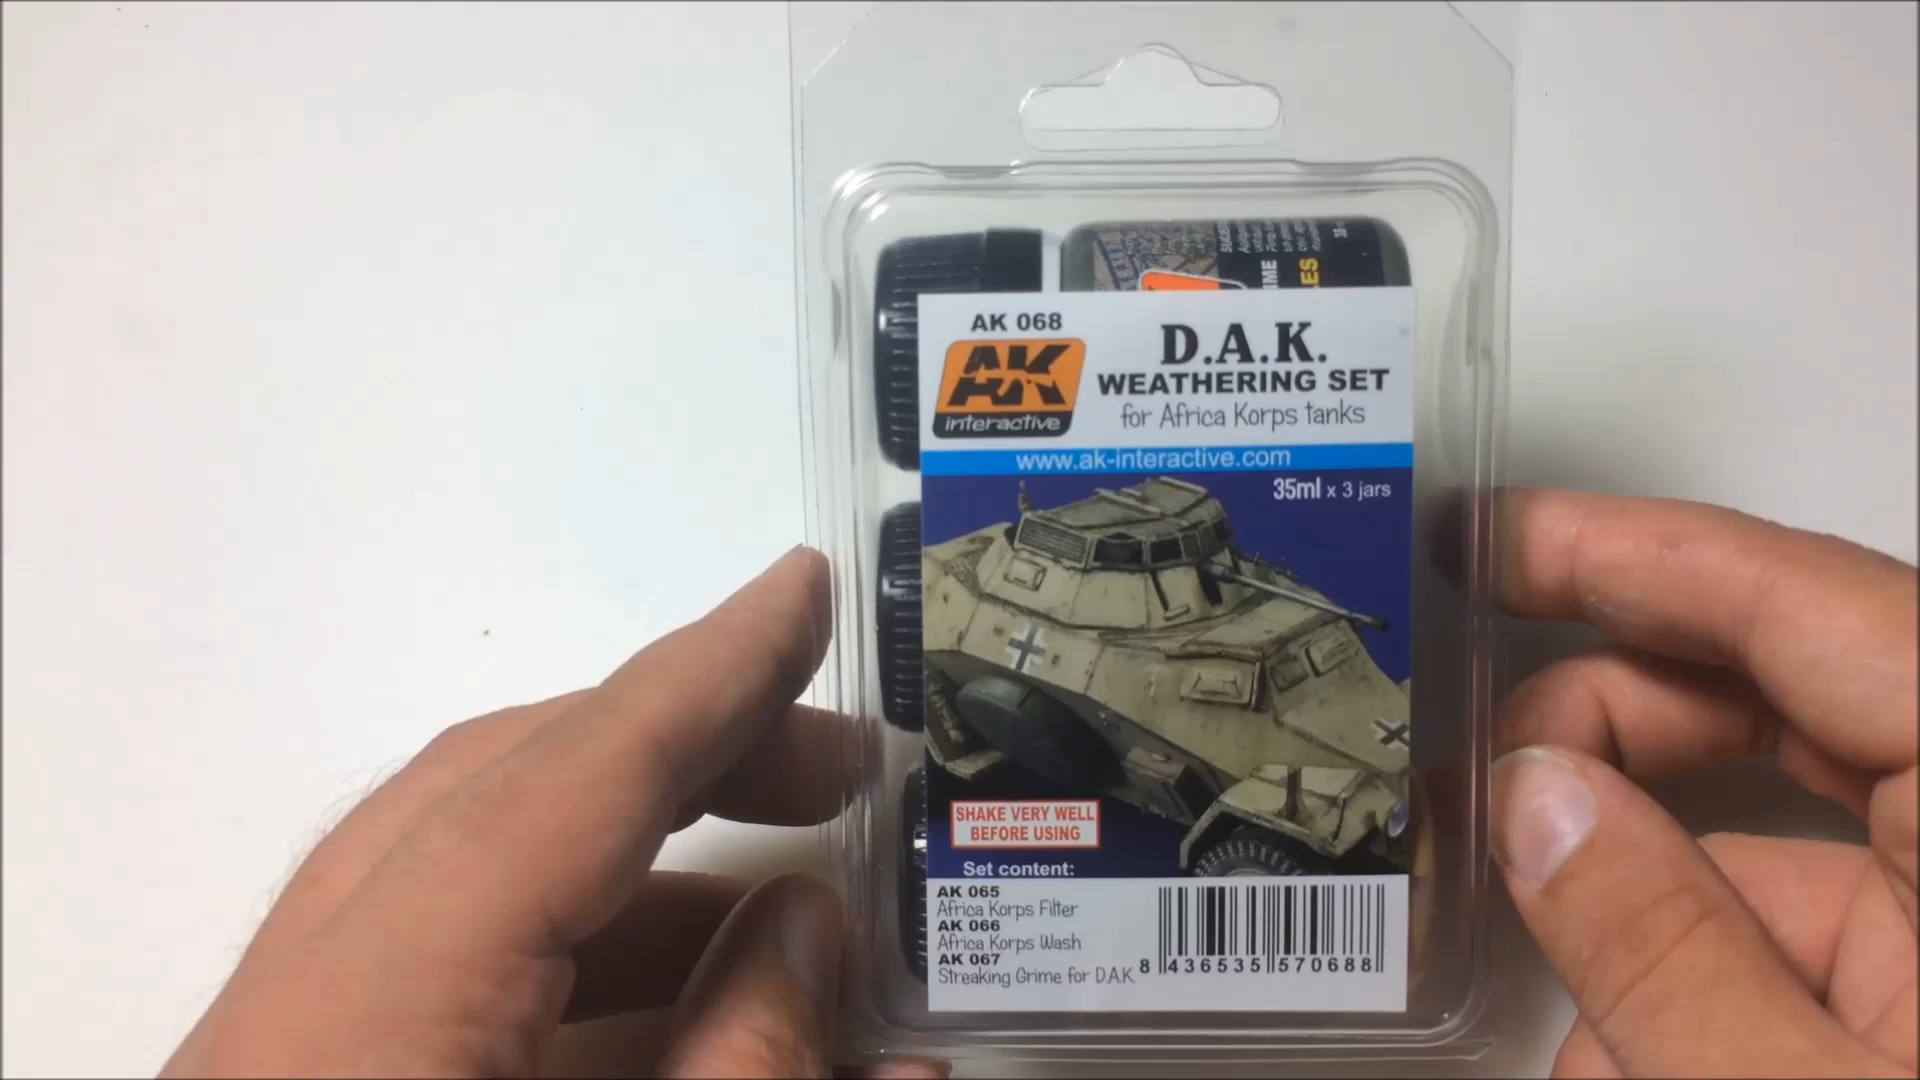 AK 068
AK
interactive
D.A.K.
WEATHERING SET
for Africa Korps tanks
www.ak-interactive.com
35ml x 3 jars
SHAKE VERY WELL
BEFORE USING
Set content:
AK 065
Africa Korps Filter
AK 066
Africa Korps Wash
AK 067
Streaking Grime for D.A.K.
8 436535 570688